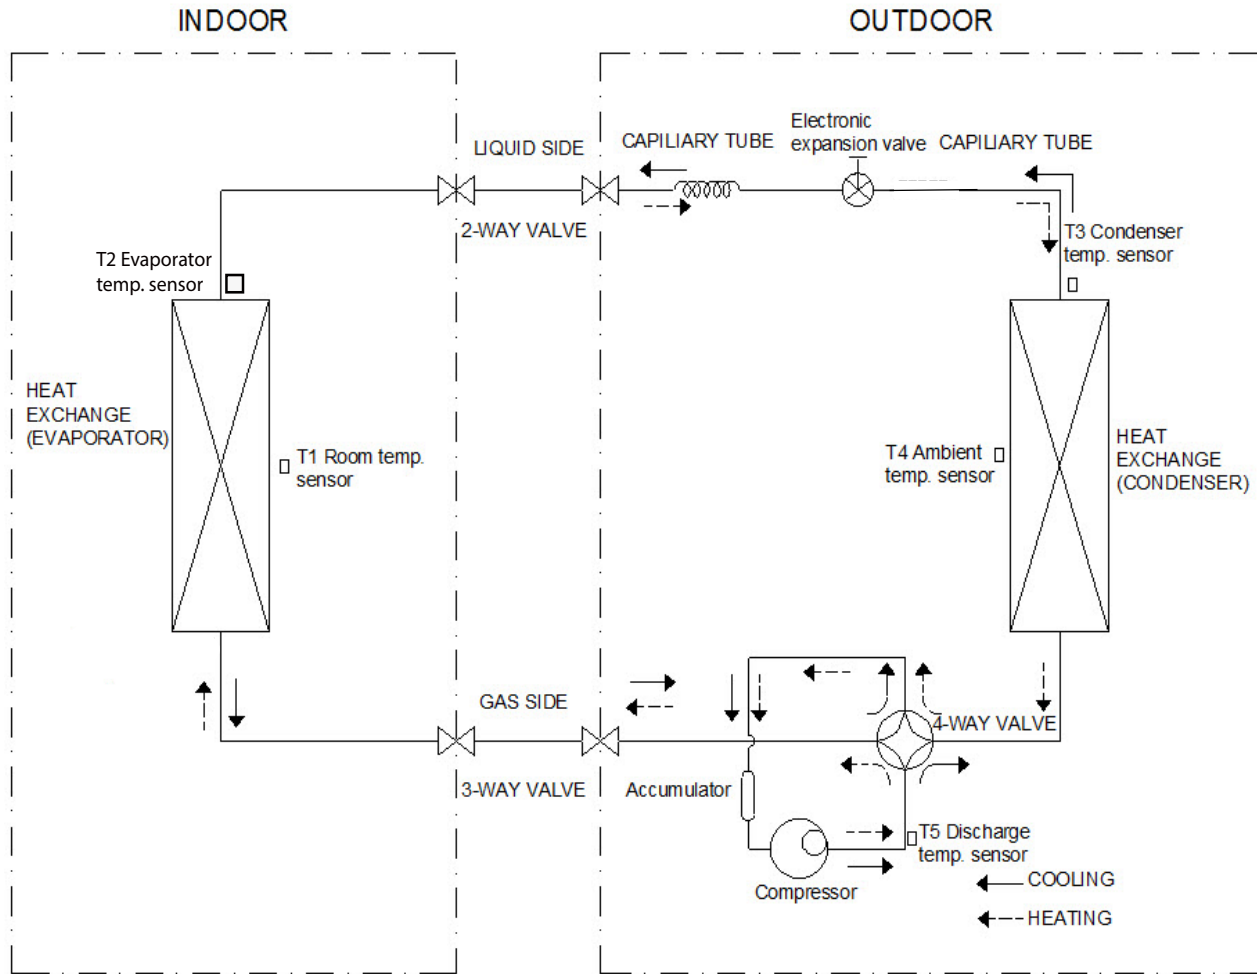 INDOOR
OUTDOOR
LIQUID SIDE
CAPILIARY TUBE
Electronic
expansion valve
CAPILIARY TUBE
2-WAY VALVE
T2 Evaporator
temp. sensor
T3 Condenser
temp. sensor
HEAT
EXCHANGE
(EVAPORATOR)
T1 Room temp.
sensor
T4 Ambient
temp. sensor
HEAT
EXCHANGE
(CONDENSER)
GAS SIDE
4-WAY VALVE
3-WAY VALVE
Accumulator
T5 Discharge
temp. sensor
Compressor
COOLING
HEATING